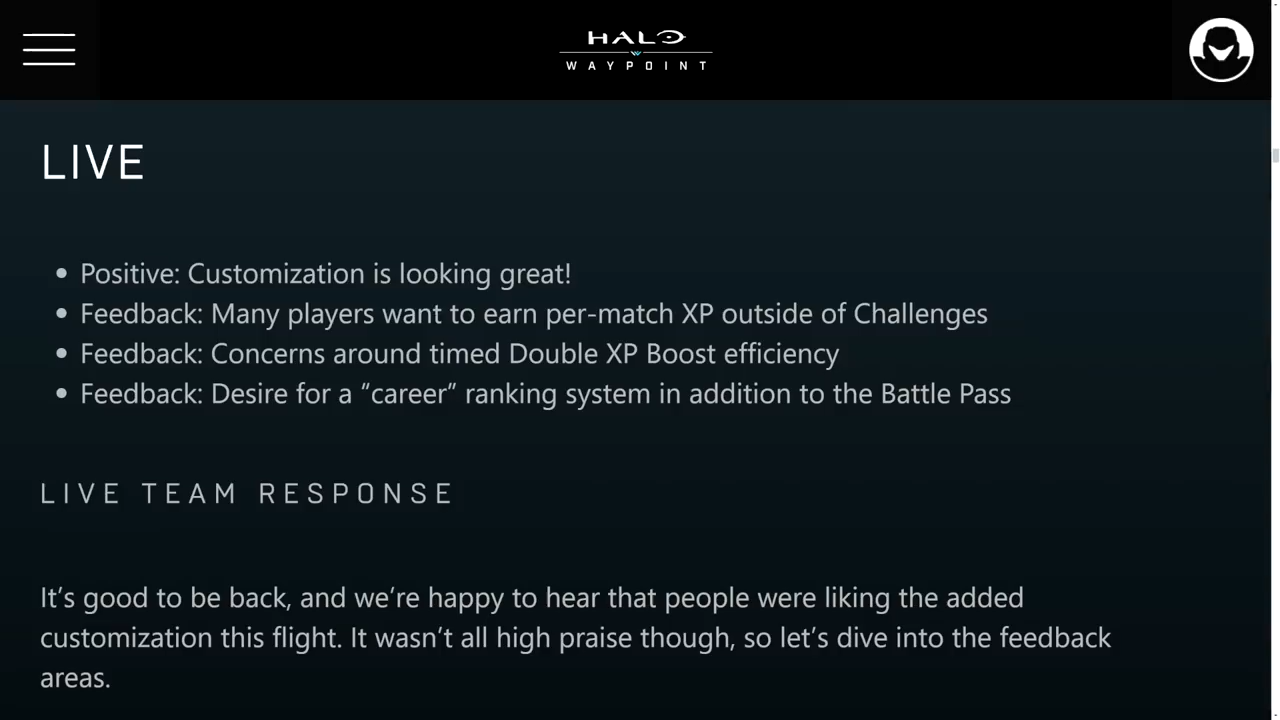 HALO
WAYPOINT
LIVE
• Positive: Customization is looking great!
• Feedback: Many players want to earn per-match XP outside of Challenges
• Feedback: Concerns around timed Double XP Boost efficiency
• Feedback: Desire for a “career” ranking system in addition to the Battle Pass
LIVE TEAM RESPONSE
It’s good to be back, and we’re happy to hear that people were liking the added
customization this flight. It wasn’t all high praise though, so let’s dive into the feedback
areas.